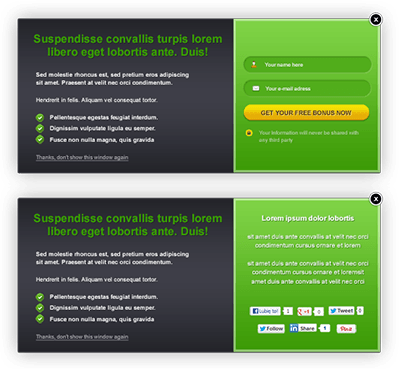 x
Suspendisse convallis turpis lorem
libero eget lobortis ante. Duis!
Sed molestie rhoncus est, sed pretium eros adipiscing
sit amet. Praesent at velit nec orci condimentum.
Hendrerit in felis. Aliquam vel consequat tortor.
Pellentesque egestas feugiat interdum.
Dignissim vulputate ligula eu semper.
Fusce non nulla magna, quis gravida
Thanks, don't show this window again
Your name here
Your e-mail adress
GET YOUR FREE BONUS NOW
Your information will never be shared with
any third party
x
Suspendisse convallis turpis lorem
libero eget lobortis ante. Duis!
Sed molestie rhoncus est, sed pretium eros adipiscing
sit amet. Praesent at velit nec orci condimentum.
Hendrerit in felis. Aliquam vel consequat tortor.
Pellentesque egestas feugiat interdum.
Dignissim vulputate ligula eu semper.
Fusce non nulla magna, quis gravida
Thanks, don't show this window again
Lorem ipsum dolor lobortis
sit amet duis ante convallis at velit nec orci
condimentum cursus ornare at lorem
sit amet duis ante convallis at velit nec orci
condimentum cursus ornare et loremsit
amet duis ante convallis at velit nec orci
Lubię to! 1 +1 0 Tweet 0
Follow in Share 1 Pin it